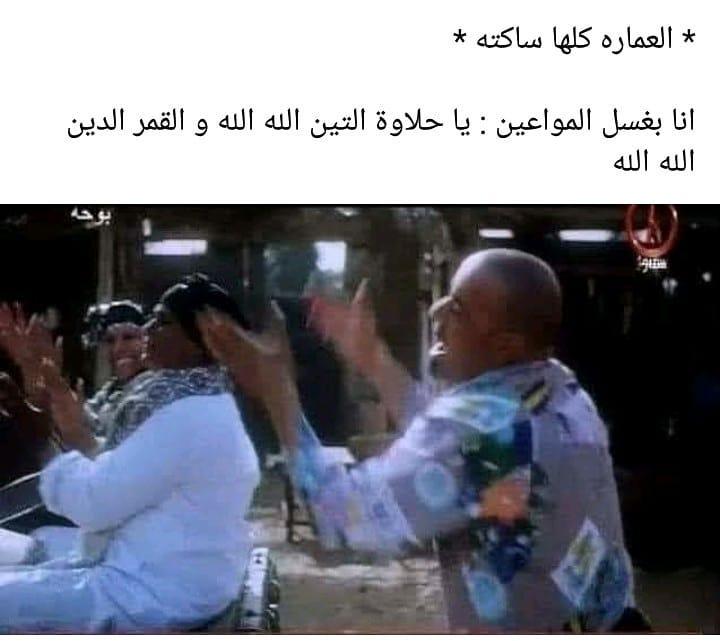 * العماره كلها ساكته *
انا بغسل المواعين : يا حلاوة التين الله الله و القمر الدين
الله الله
بوحه